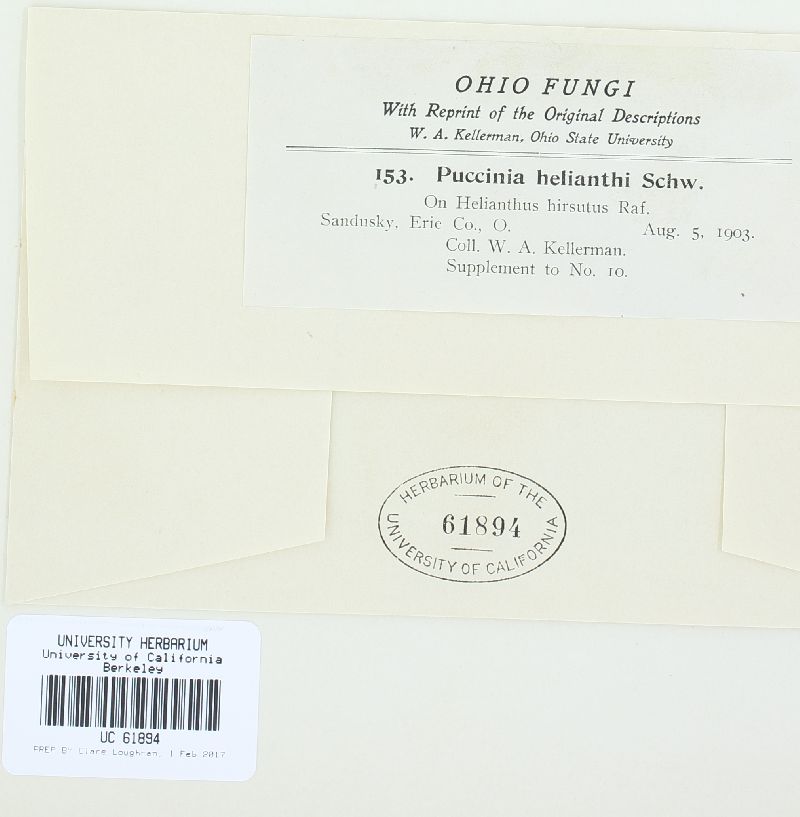 OHIO FUNGI
With Reprint of the Original Descriptions
W. A. Kellerman, Ohio State University
153. Puccinia helianthi Schw.
On Helianthus hirsutus Raf.
Sandusky, Erie Co., O. Aug. 5, 1903.
Coll. W. A. Kellerman.
Supplement to No. 10.
HERBARIUM OF THE
61894
UNIVERSITY OF CALIFORNIA
UNIVERSITY HERBARIUM
University of California
Berkeley
UC 61894
PREP BY Clare Loughran, 1 Feb 2017